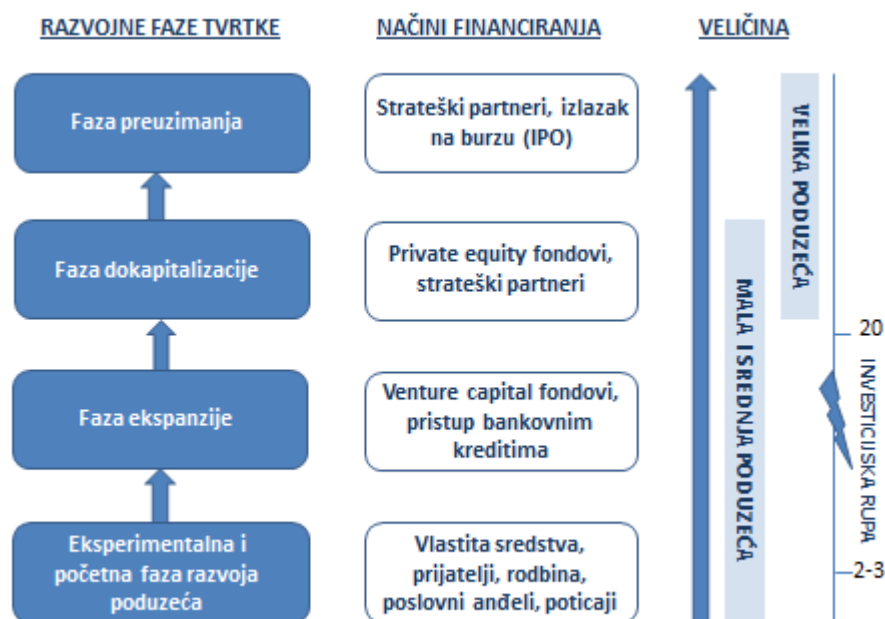 RAZVOJNE FAZE TVRTKE
NAČINI FINANCIRANJA
VELIČINA
Faza preuzimanja
Strateški partneri, izlazak
na burzu (IPO)
VELIKA PODUZEĆA
Faza dokapitalizacije
Private equity fondovi,
strateški partneri
MALA I SREDNJA PODUZEĆA
20
Faza ekspanzije
Venture capital fondovi,
pristup bankovnim
kreditima
INVESTICIJSKA RUPA
Eksperimentalna i
početna faza razvoja
poduzeća
Vlastita sredstva,
prijatelji, rodbina,
poslovni anđeli, poticaji
2-3